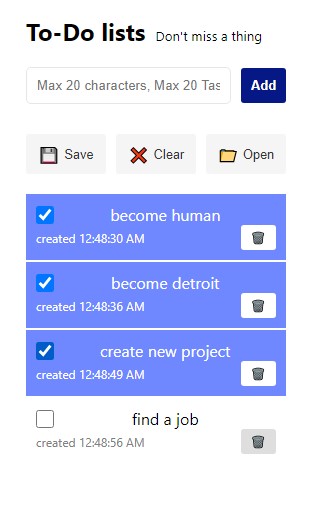 To-Do lists Don't miss a thing
Max 20 characters, Max 20 Tas
Add
Save Clear Open
become human
created 12:48:30 AM
become detroit
created 12:48:36 AM
create new project
created 12:48:49 AM
find a job
created 12:48:56 AM